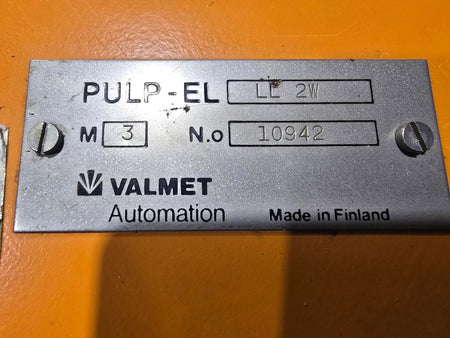 PULP-EL LL 2W
M 3 N.o 10942
VALMET
Automation Made in Finland